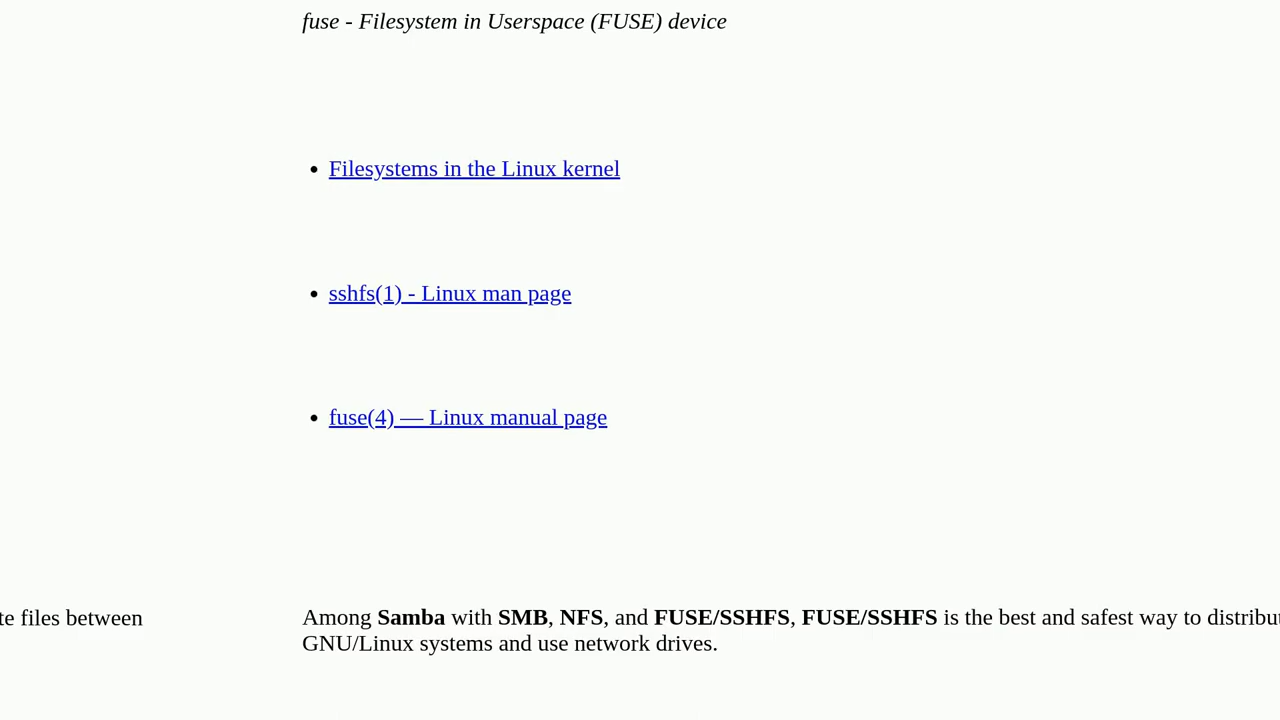 fuse - Filesystem in Userspace (FUSE) device
• Filesystems in the Linux kernel
• sshfs(1) - Linux man page
• fuse(4) — Linux manual page
te files between
Among Samba with SMB, NFS, and FUSE/SSHFS, FUSE/SSHFS is the best and safest way to distribu
GNU/Linux systems and use network drives.